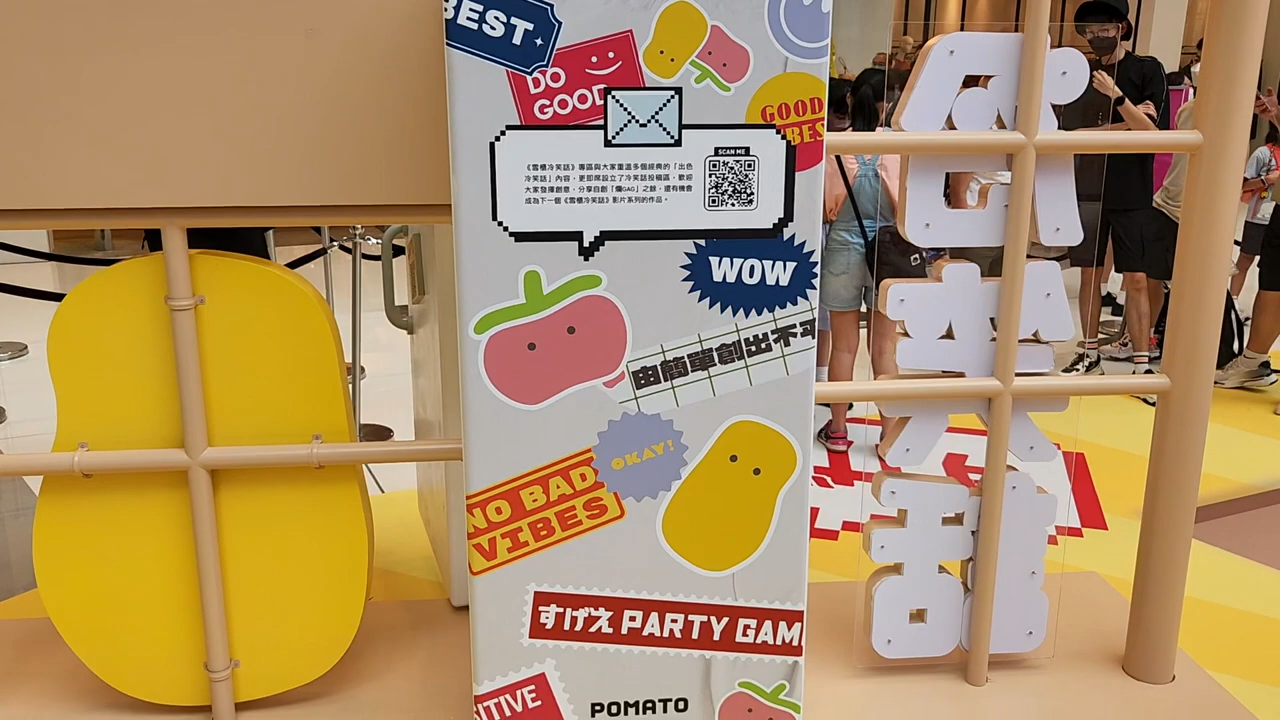 BEST
DO
GOOD
GOOD
VIBES
SCAN ME
《雪櫃冷笑話》專區與大家重溫多個經典的「出色
冷笑話」內容,更即席設立了冷笑話投稿區,歡迎
大家發揮創意、分享自創「爛GAG」之餘,還有機會
成為下一個《雪櫃冷笑話》影片系列的作品。
WOW
由簡單創出不平
OKAY!
NO BAD
VIBES
すげえ PARTY GAM
ITIVE
POMATO